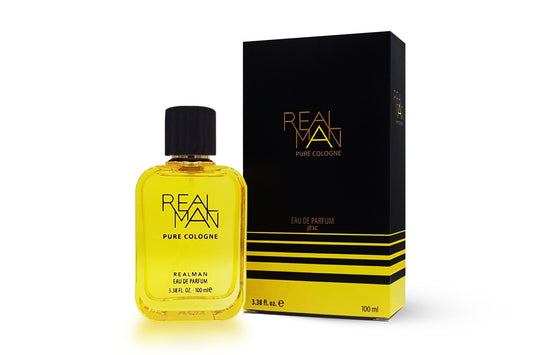 REAL
MAN
PURE COLOGNE
REALMAN
EAU DE PARFUM
3.38 FL. OZ 100 ml e
REAL
MAN
PURE COLOGNE
EAU DE PARFUM
عطر
3.38 fl. oz. e
100 ml